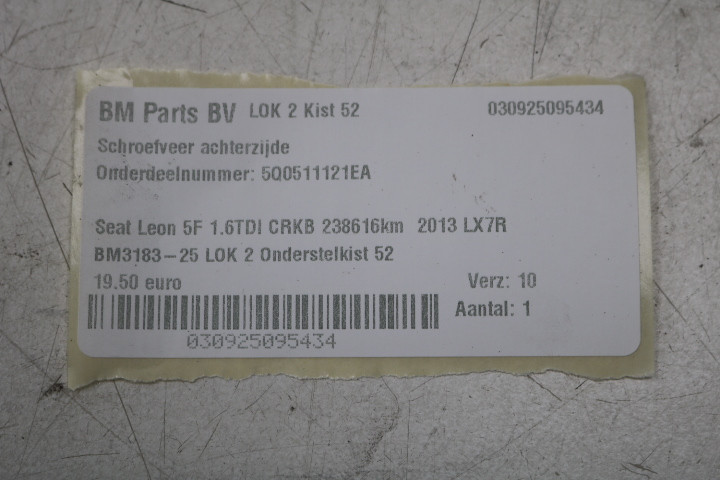 BM Parts BV LOK 2 Kist 52 030925095434
Schroefveer achterzijde
Onderdeelnummer: 5Q0511121EA
Seat Leon 5F 1.6TDI CRKB 238616km 2013 LX7R
BM3183-25 LOK 2 Onderstelkist 52
19.50 euro Verz: 10
Aantal: 1
030925095434